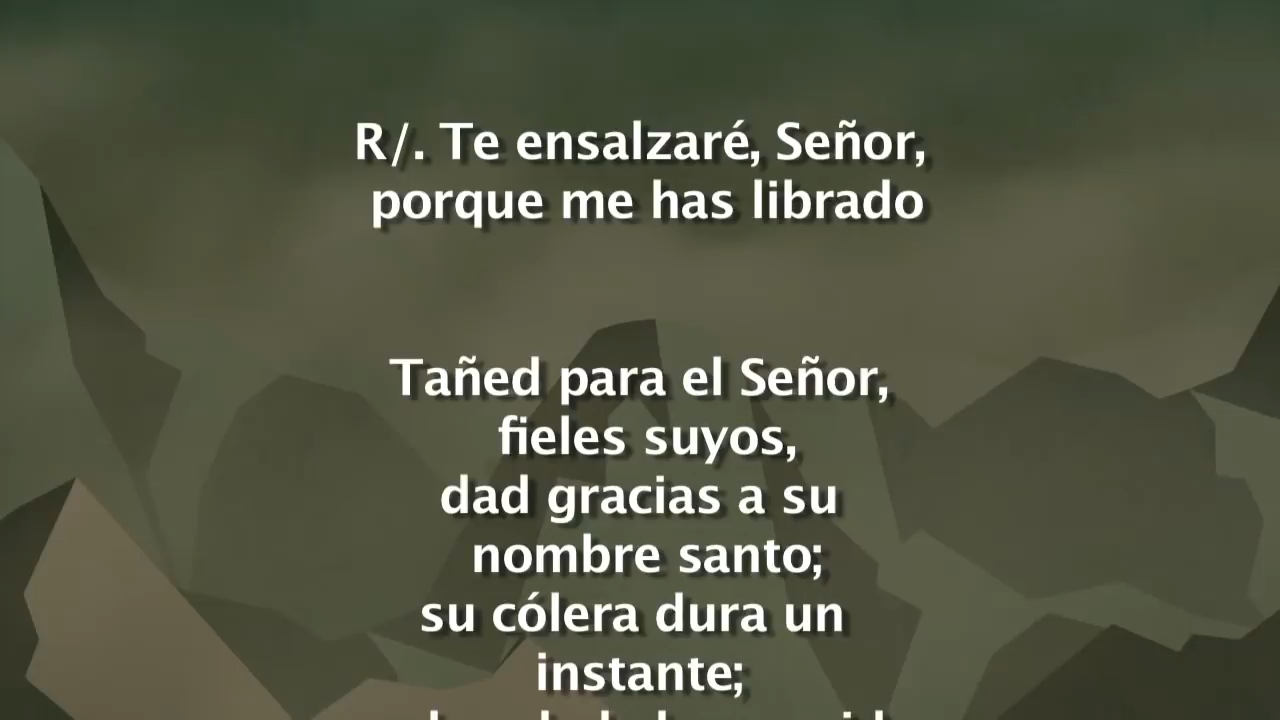 R/. Te ensalzaré, Señor,
porque me has librado
Tañed para el Señor,
fieles suyos,
dad gracias a su
nombre santo;
su cólera dura un
instante;